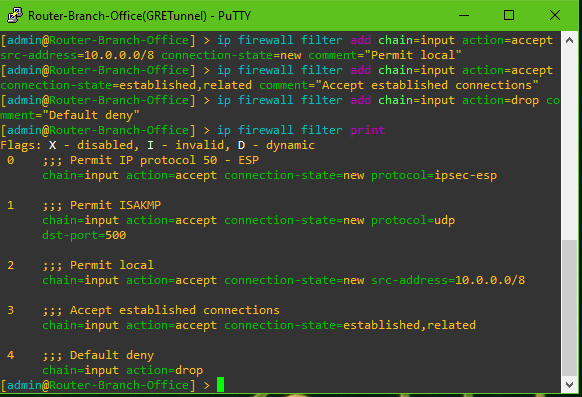 Router-Branch-Office(GRETunnel) - PuTTY
[admin@Router-Branch-Office] > ip firewall filter add chain=input action=accept
src-address=10.0.0.0/8 connection-state=new comment="Permit local"
[admin@Router-Branch-Office] > ip firewall filter add chain=input action=accept
connection-state=established,related comment="Accept established connections"
[admin@Router-Branch-Office] > ip firewall filter add chain=input action=drop co
mment="Default deny"
[admin@Router-Branch-Office] > ip firewall filter print
Flags: X - disabled, I - invalid, D - dynamic
0 ;;; Permit IP protocol 50 - ESP
chain=input action=accept connection-state=new protocol=ipsec-esp
1 ;;; Permit ISAKMP
chain=input action=accept connection-state=new protocol=udp
dst-port=500
2 ;;; Permit local
chain=input action=accept connection-state=new src-address=10.0.0.0/8
3 ;;; Accept established connections
chain=input action=accept connection-state=established,related
4 ;;; Default deny
chain=input action=drop
[admin@Router-Branch-Office] >